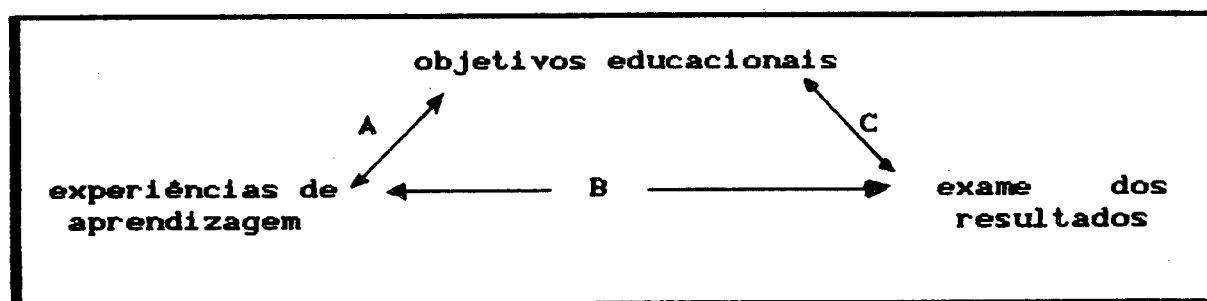 objetivos educacionais
A
C
experiências de
B
exame dos
aprendizagem
resultados